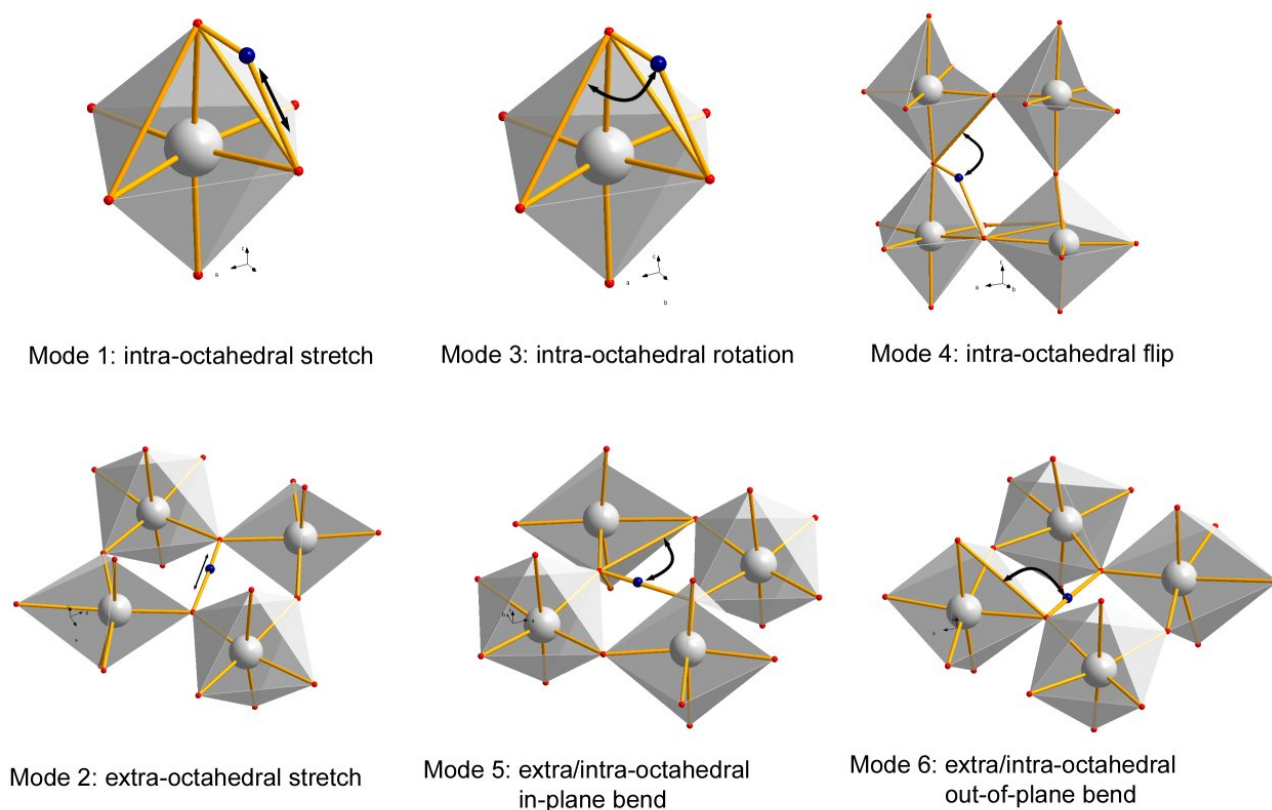 c
a
c
a
b
c
a
b
Mode 1: intra-octahedral stretch
Mode 3: intra-octahedral rotation
Mode 4: intra-octahedral flip
Mode 2: extra-octahedral stretch
Mode 5: extra/intra-octahedral
in-plane bend
Mode 6: extra/intra-octahedral
out-of-plane bend